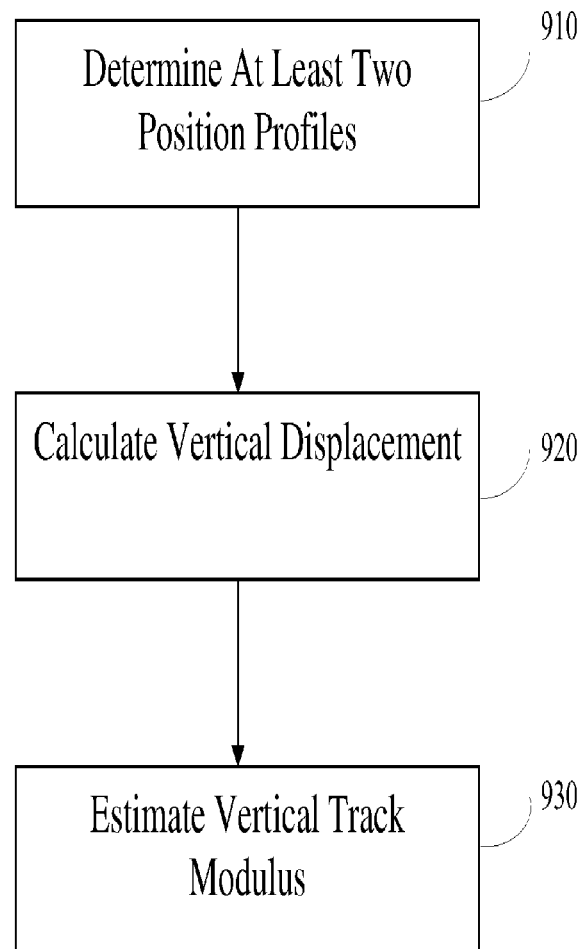 910
Determine At Least Two
Position Profiles
Calculate Vertical Displacement
920
Estimate Vertical Track
Modulus
930